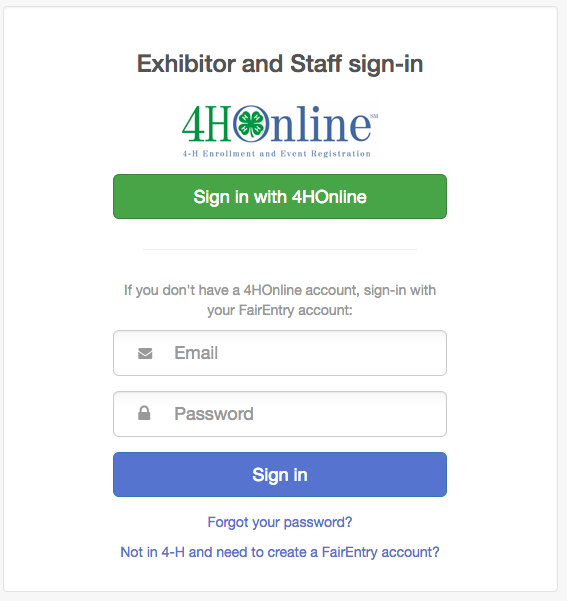 Exhibitor and Staff sign-in
4HOnline SM
4-H Enrollment and Event Registration
Sign in with 4HOnline
If you don't have a 4HOnline account, sign-in with
your FairEntry account:
Email
Password
Sign in
Forgot your password?
Not in 4-H and need to create a FairEntry account?